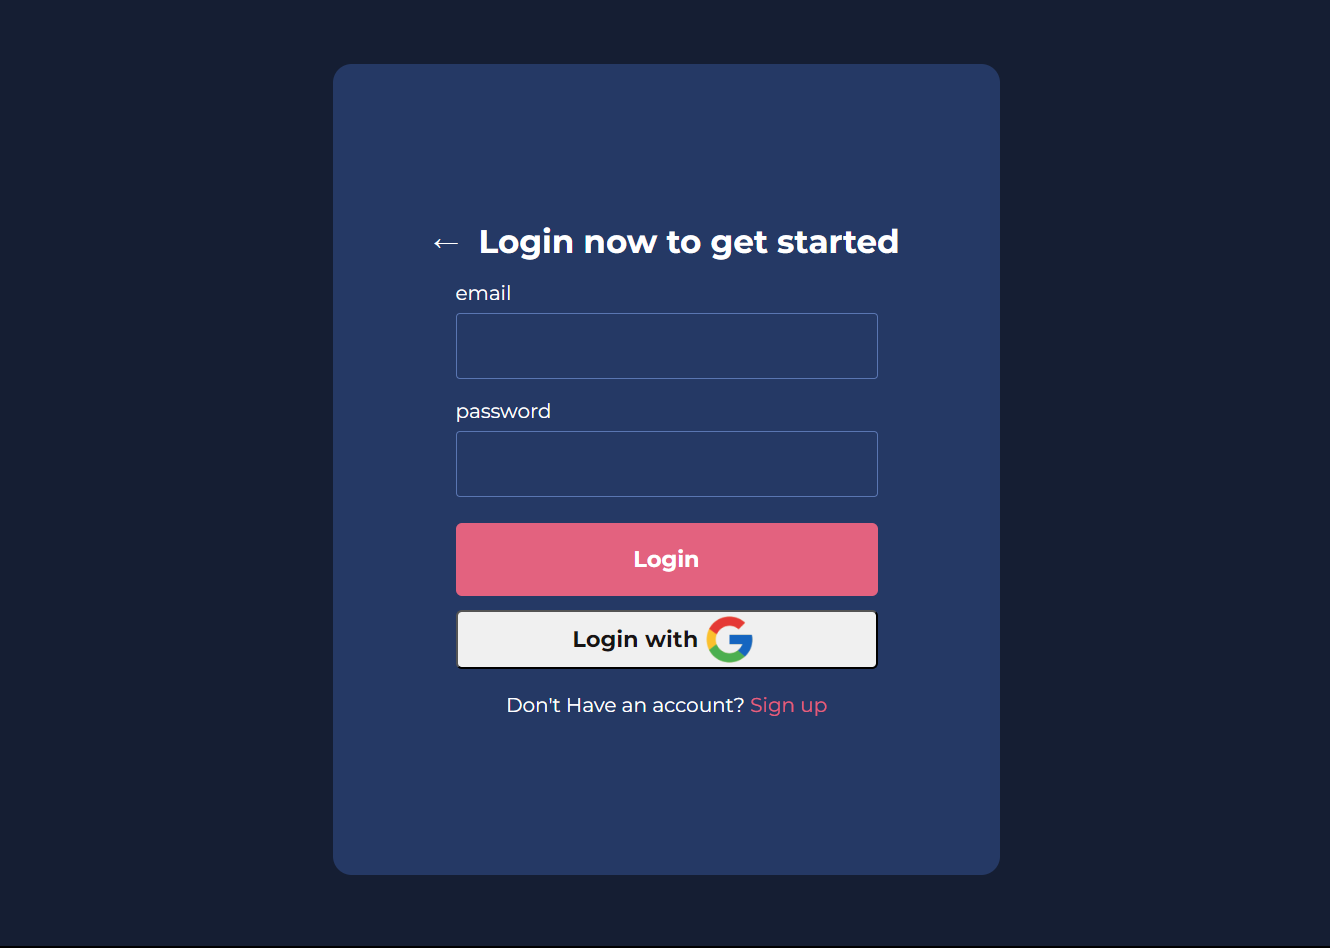 ← Login now to get started
email
password
Login
Login with
Don't Have an account? Sign up